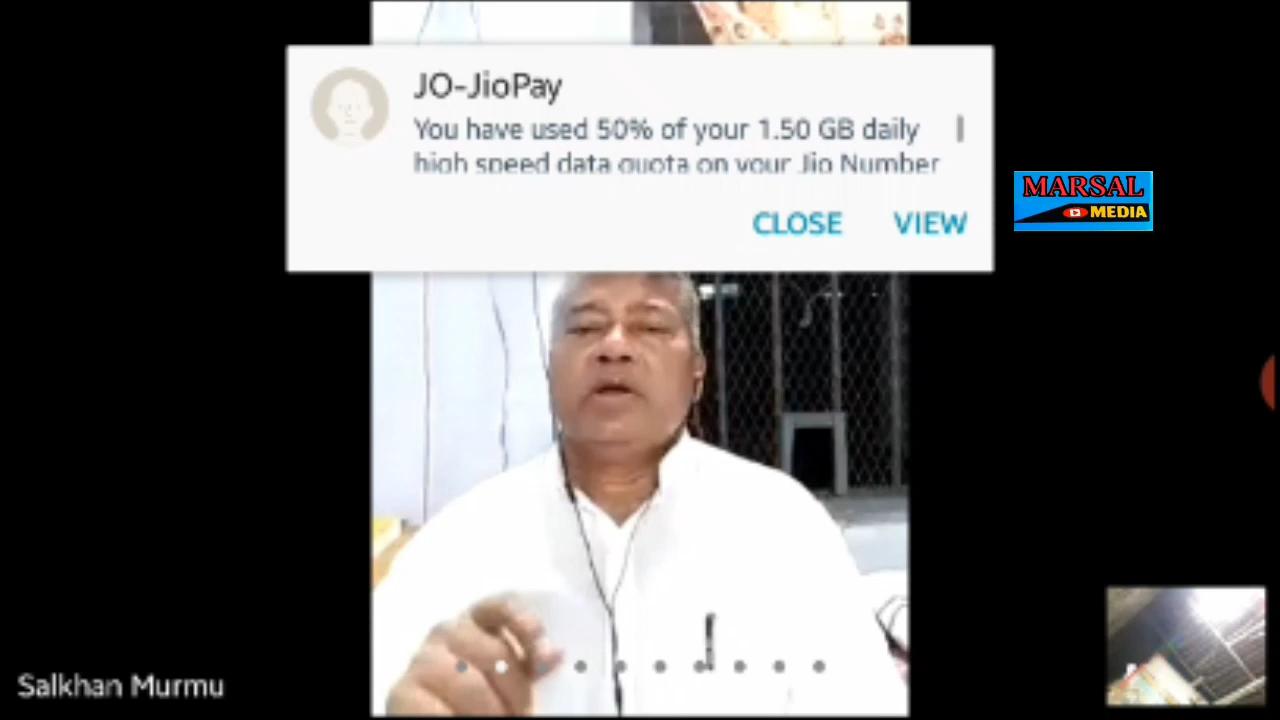 JO-JioPay
You have used 50% of your 1.50 GB daily
high speed data quota on your Jio Number
CLOSE VIEW
MARSAL
MEDIA
Salkhan Murmu